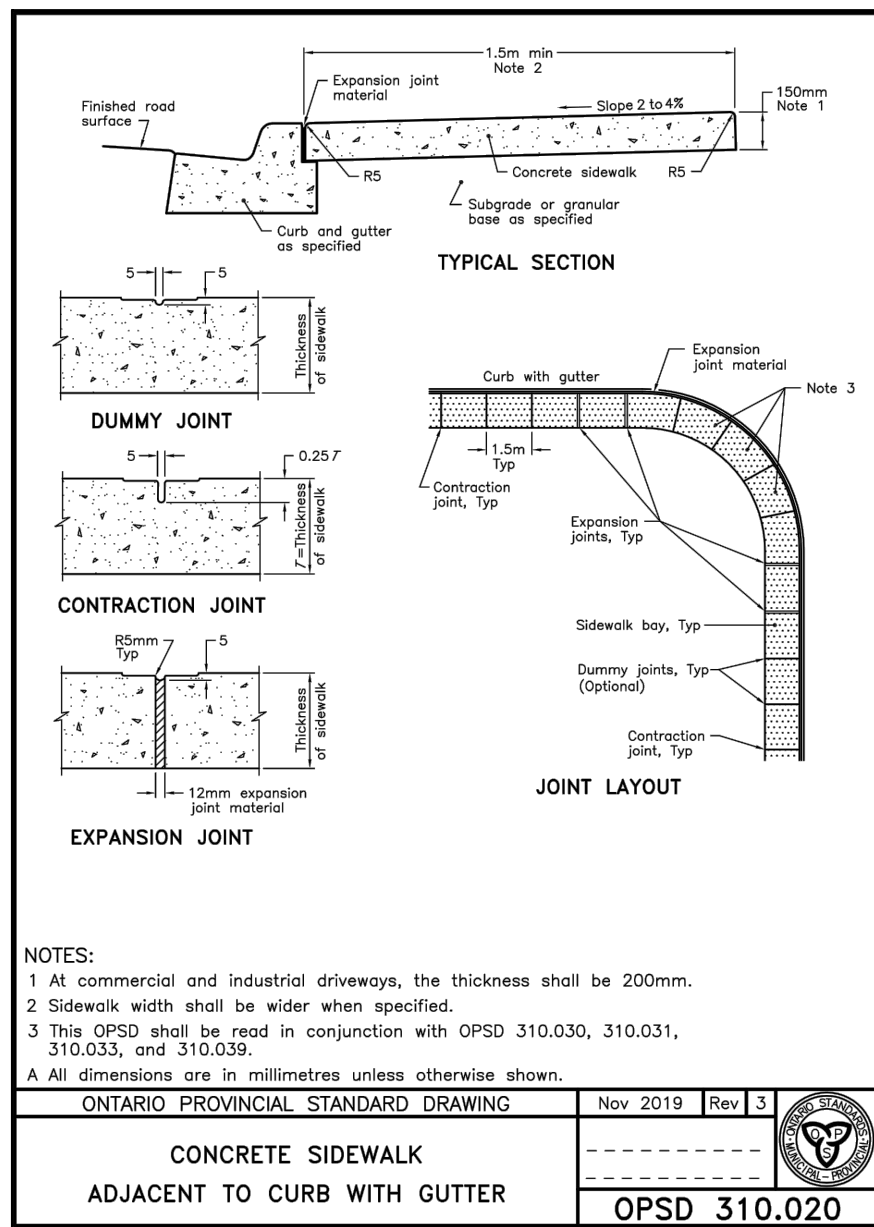 1.5m min
Note 2
Expansion joint
material
Finished road
surface
Slope 2 to 4%
150mm
Note 1
R5
Concrete sidewalk
R5
Subgrade or granular
base as specified
Curb and gutter
as specified
TYPICAL SECTION
5
5
Thickness
of sidewalk
DUMMY JOINT
5
0.25T
T=Thickness
of sidewalk
CONTRACTION JOINT
R5mm
Typ
5
Thickness
of sidewalk
12mm expansion
joint material
EXPANSION JOINT
Expansion
joint material
Curb with gutter
Note 3
1.5m
Typ
Contraction
joint, Typ
Expansion
joints, Typ
Sidewalk bay, Typ
Dummy joints, Typ
(Optional)
Contraction
joint, Typ
JOINT LAYOUT
NOTES:
1 At commercial and industrial driveways, the thickness shall be 200mm.
2 Sidewalk width shall be wider when specified.
3 This OPSD shall be read in conjunction with OPSD 310.030, 310.031,
310.033, and 310.039.
A All dimensions are in millimetres unless otherwise shown.
ONTARIO PROVINCIAL STANDARD DRAWING
Nov 2019 Rev 3
CONCRETE SIDEWALK
ADJACENT TO CURB WITH GUTTER
OPSD 310.020
ONTARIO STANDARDS
MUNICIPAL-PROVINCIAL
O P
S